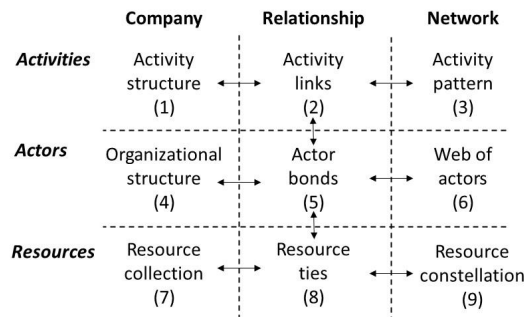 Company Relationship Network
Activities
Activity structure (1)
Activity links (2)
Activity pattern (3)
Actors
Organizational structure (4)
Actor bonds (5)
Web of actors (6)
Resources
Resource collection (7)
Resource ties (8)
Resource constellation (9)